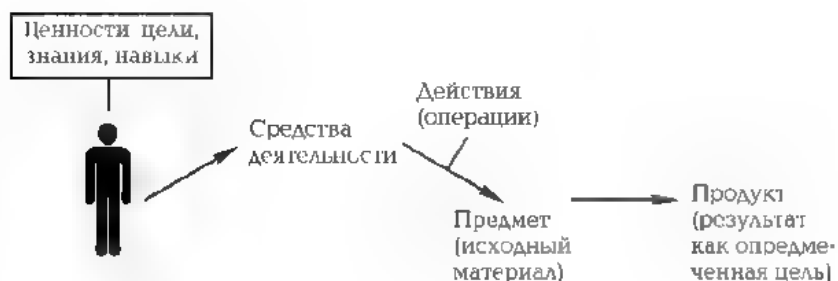 Ценности цели,
знания, навыки
Действия
(операции)
Средства
деятельности
Предмет
(исходный
материал)
Продукт
(результат
как опредме-
ченная цель)